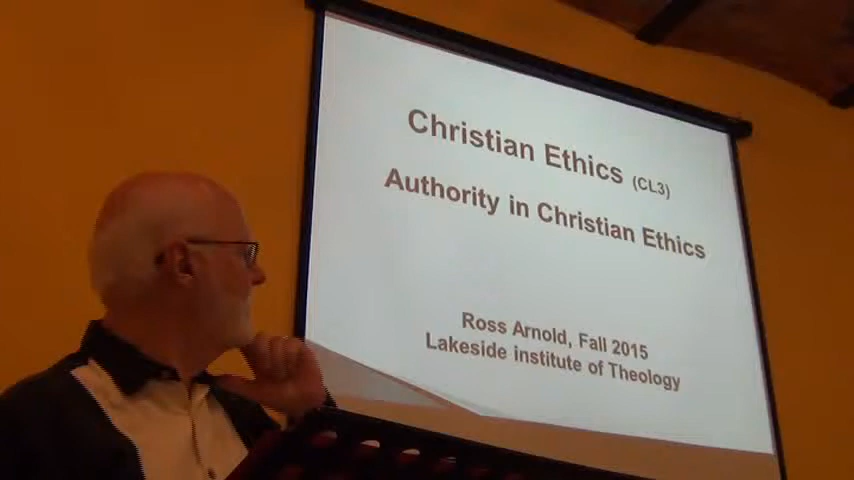 Christian Ethics (CL3)
Authority in Christian Ethics
Ross Arnold, Fall 2015
Lakeside institute of Theology